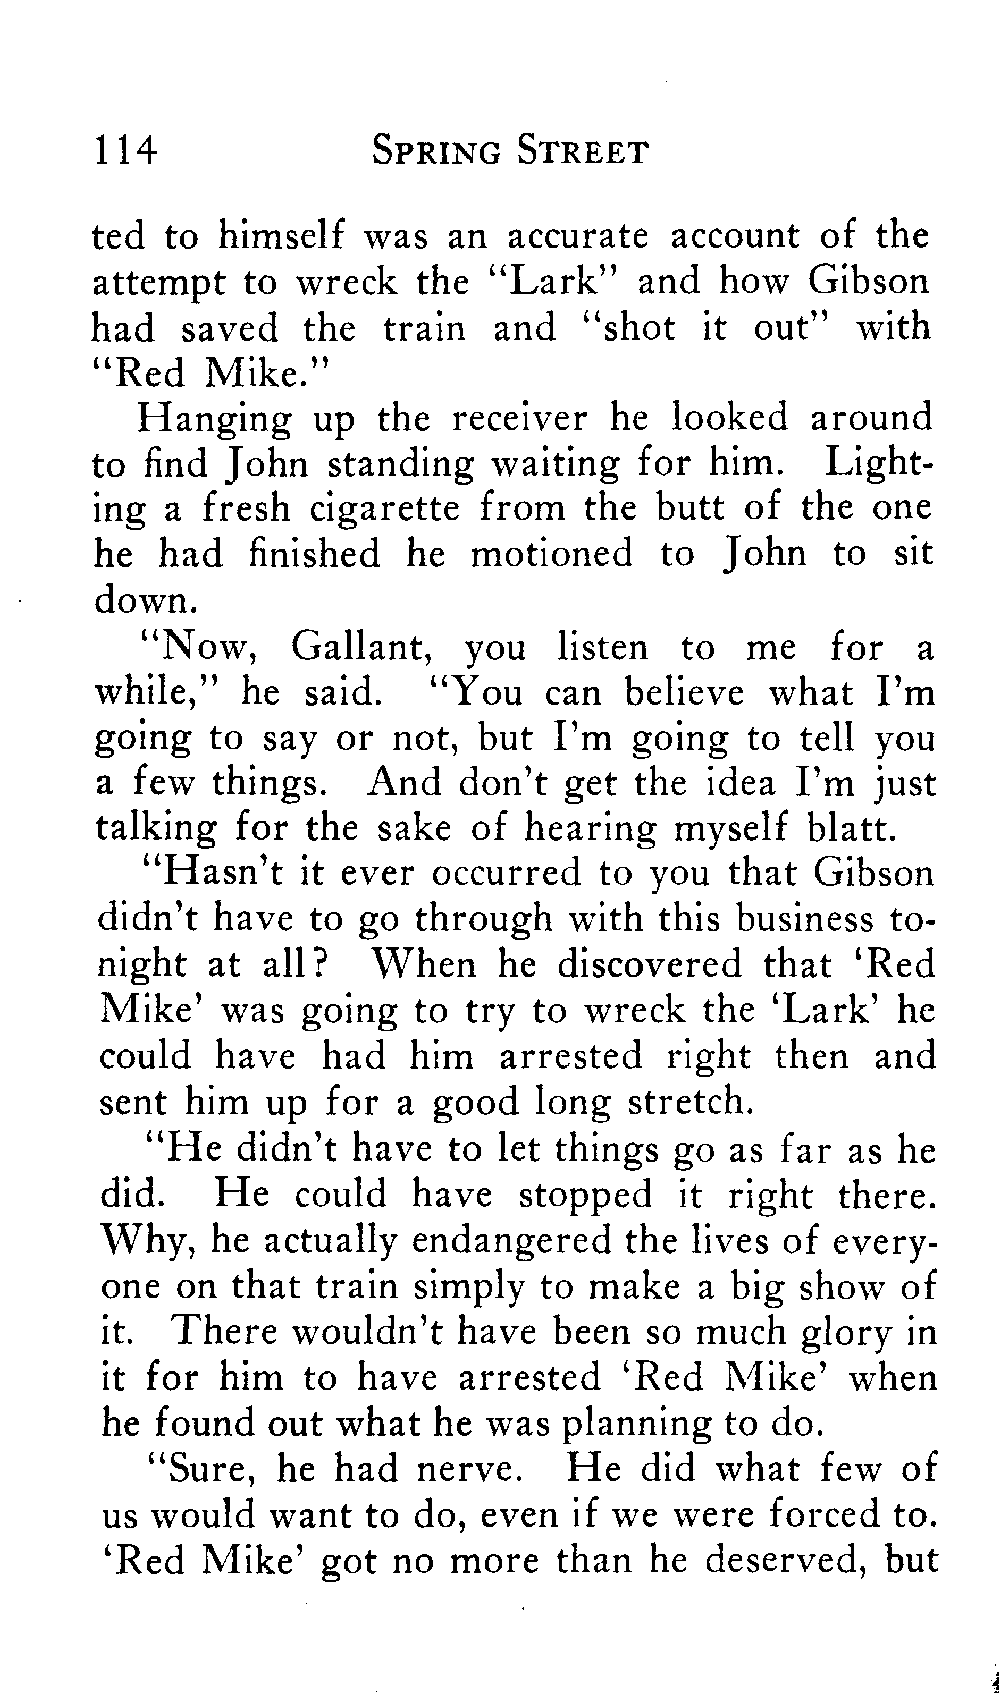 114 SPRING STREET
ted to himself was an accurate account of the
attempt to wreck the "Lark" and how Gibson
had saved the train and "shot it out" with
"Red Mike."
Hanging up the receiver he looked around
to find John standing waiting for him. Light-
ing a fresh cigarette from the butt of the one
he had finished he motioned to John to sit
down.
"Now, Gallant, you listen to me for a
while," he said. "You can believe what I'm
going to say or not, but I'm going to tell you
a few things. And don't get the idea I'm just
talking for the sake of hearing myself blatt.
"Hasn't it ever occurred to you that Gibson
didn't have to go through with this business to-
night at all? When he discovered that 'Red
Mike' was going to try to wreck the 'Lark' he
could have had him arrested right then and
sent him up for a good long stretch.
"He didn't have to let things go as far as he
did. He could have stopped it right there.
Why, he actually endangered the lives of every-
one on that train simply to make a big show of
it. There wouldn't have been so much glory in
it for him to have arrested 'Red Mike' when
he found out what he was planning to do.
"Sure, he had nerve. He did what few of
us would want to do, even if we were forced to.
'Red Mike' got no more than he deserved, but